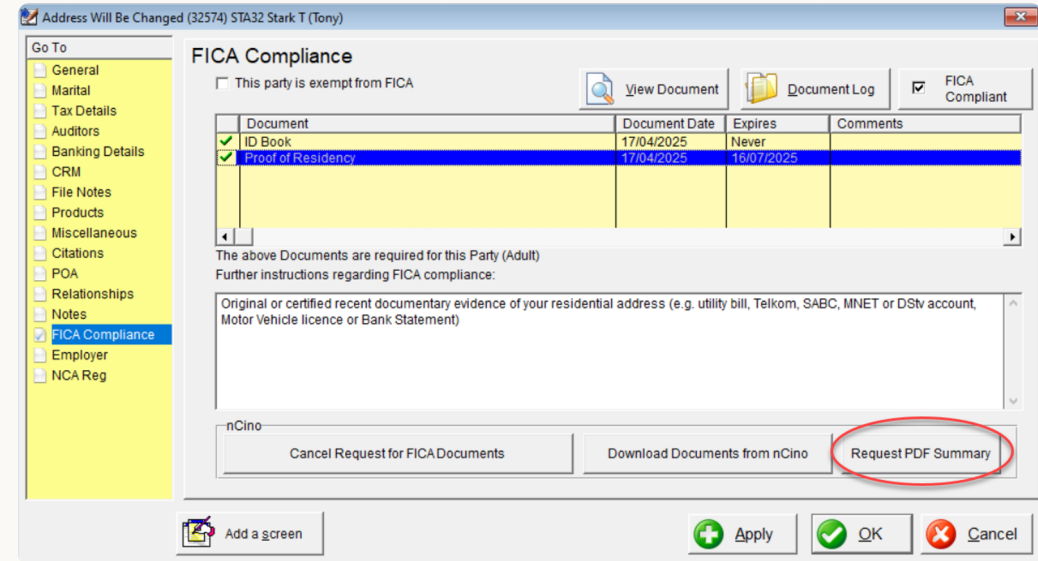 Address Will Be Changed (32574) STA32 Stark T (Tony)
Go To
General
Marital
Tax Details
Auditors
Banking Details
CRM
File Notes
Products
Miscellaneous
Citations
POA
Relationships
Notes
FICA Compliance
Employer
NCA Reg
FICA Compliance
This party is exempt from FICA
View Document
Document Log
FICA Compliant
Document Document Date Expires Comments
ID Book 17/04/2025 Never
Proof of Residency 17/04/2025 16/07/2025
The above Documents are required for this Party (Adult)
Further instructions regarding FICA compliance:
Original or certified recent documentary evidence of your residential address (e.g. utility bill, Telkom, SABC, MNET or DStv account,
Motor Vehicle licence or Bank Statement)
nCino
Cancel Request for FICA Documents
Download Documents from nCino
Request PDF Summary
Add a screen
Apply
OK
Cancel